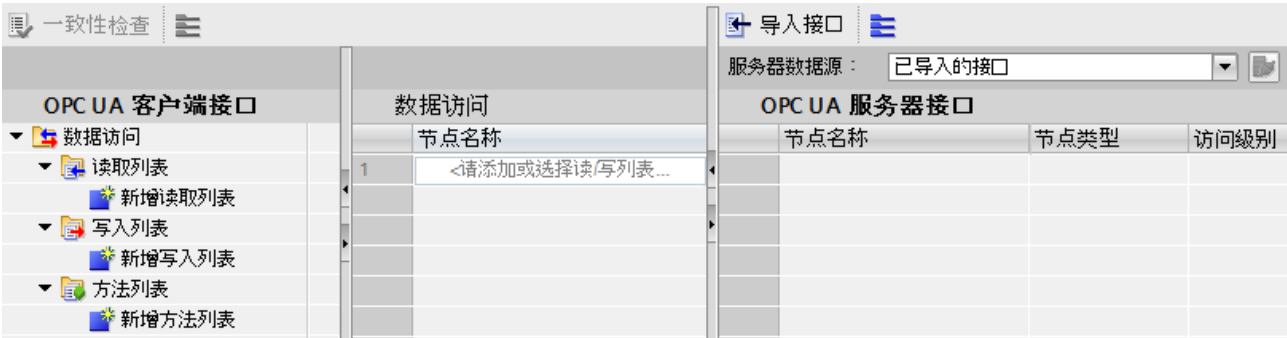 一致性检查
导入接口
服务器数据源： 已导入的接口
OPC UA 客户端接口 数据访问 OPC UA 服务器接口
数据访问 节点名称 节点名称 节点类型 访问级别
读取列表 1 <请添加或选择读/写列表...
新增读取列表
写入列表
新增写入列表
方法列表
新增方法列表